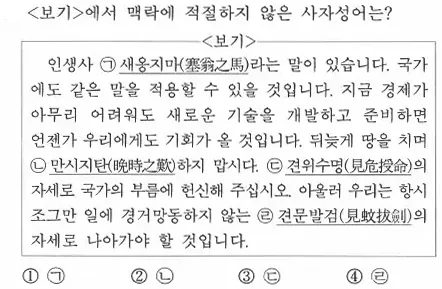 <보기>에서 맥락에 적절하지 않은 사자성어는?
<보기>
인생사 ㉠ 새옹지마(塞翁之馬)라는 말이 있습니다. 국가
에도 같은 말을 적용할 수 있을 것입니다. 지금 경제가
아무리 어려워도 새로운 기술을 개발하고 준비하면
언젠가 우리에게도 기회가 올 것입니다. 뒤늦게 땅을 치며
㉡ 만시지탄(晩時之歎)하지 맙시다. ㉢ 견위수명(見危授命)의
자세로 국가의 부름에 헌신해 주십시오. 아울러 우리는 항시
조그만 일에 경거망동하지 않는 ㉣ 견문발검(見蚊拔劍)의
자세로 나아가야 할 것입니다.
① ㉠ ② ㉡ ③ ㉢ ④ ㉣